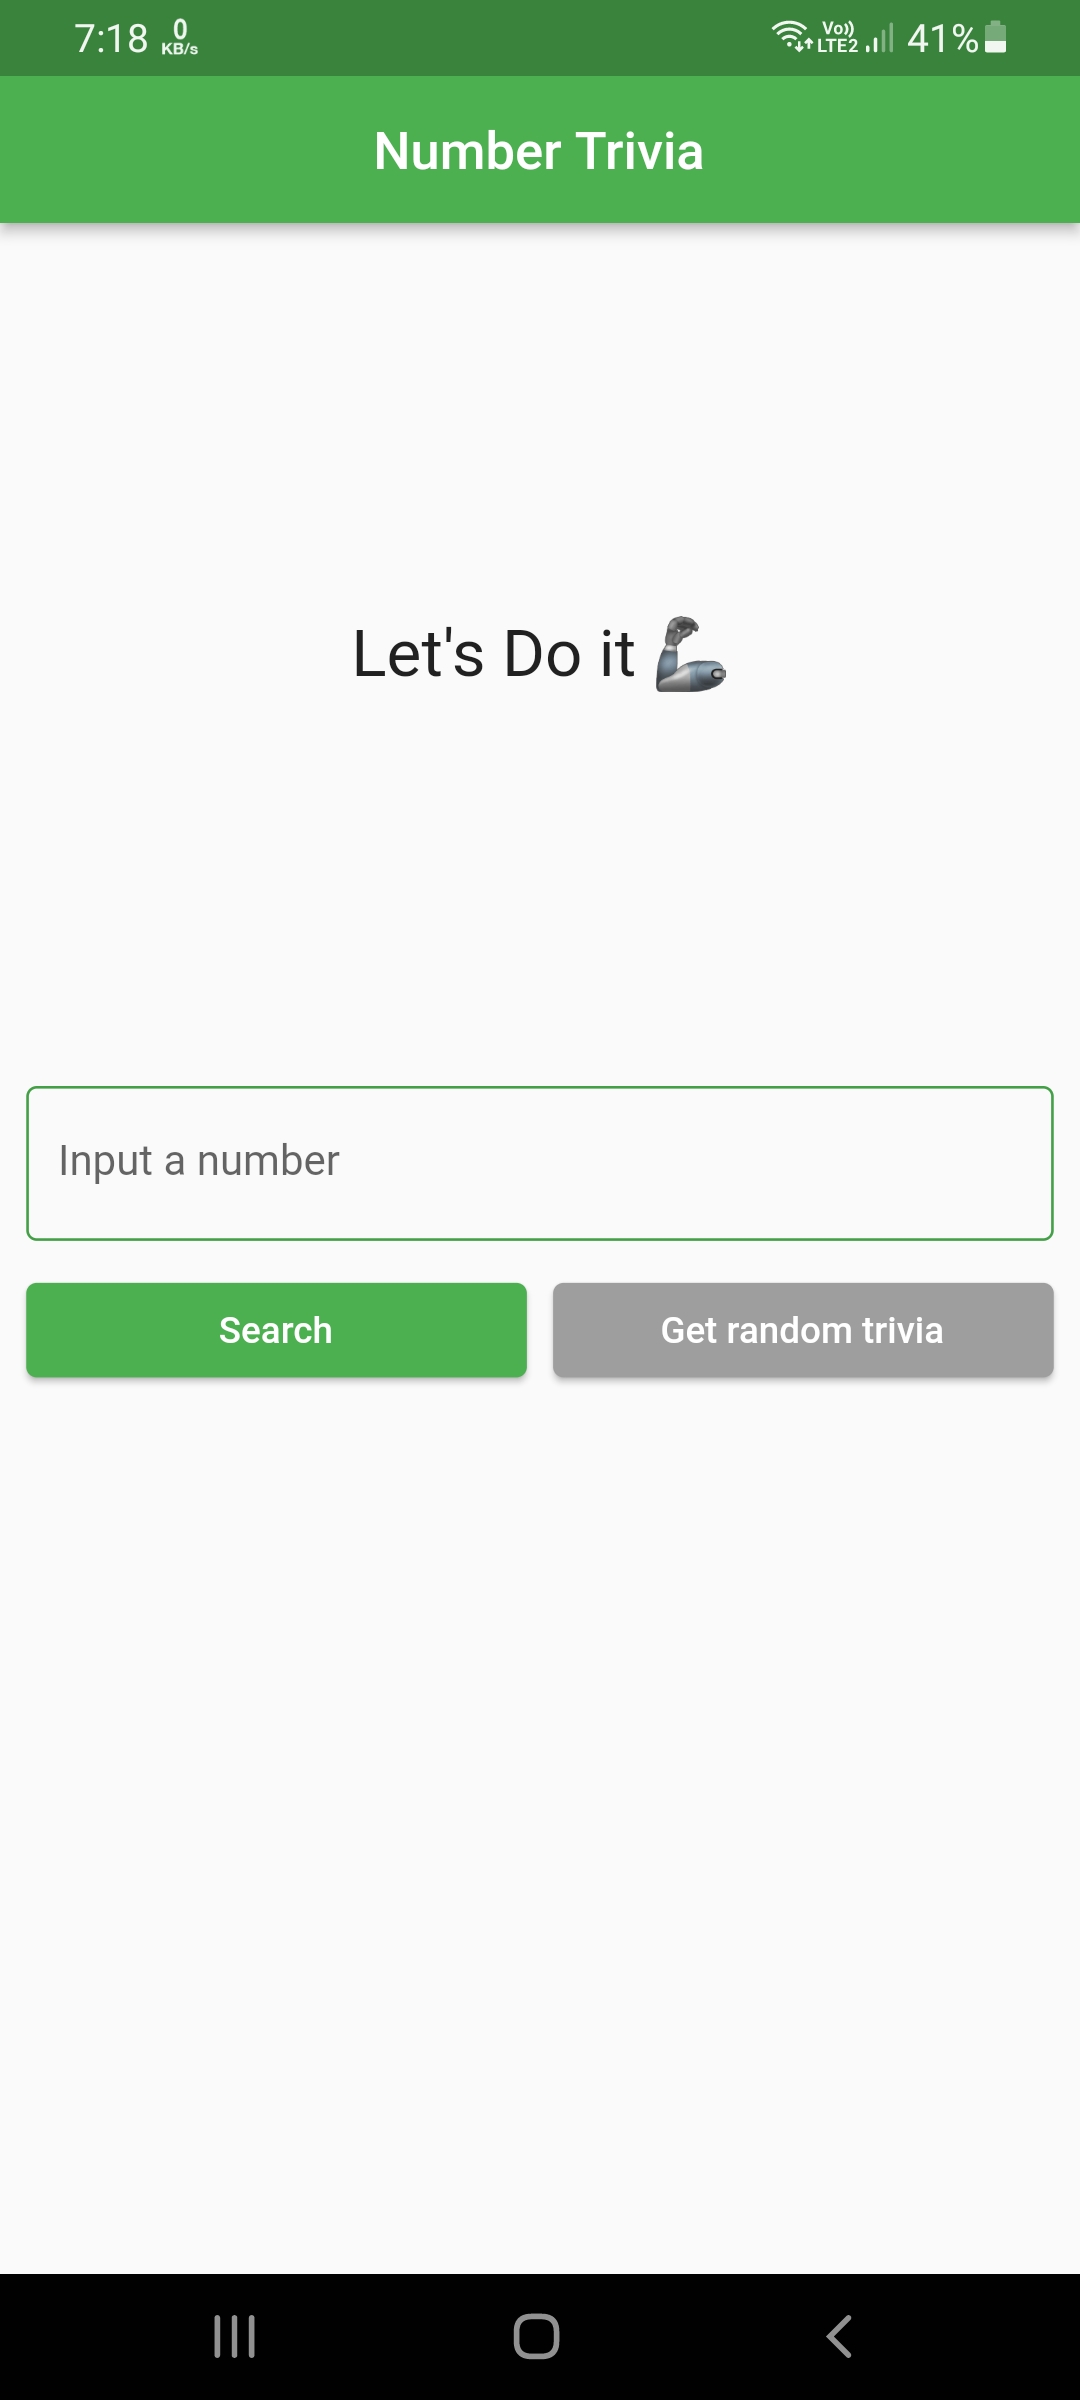 7:18 0 KB/s Vo)) LTE2 41%
Number Trivia
Let's Do it 🦾
Input a number
Search Get random trivia